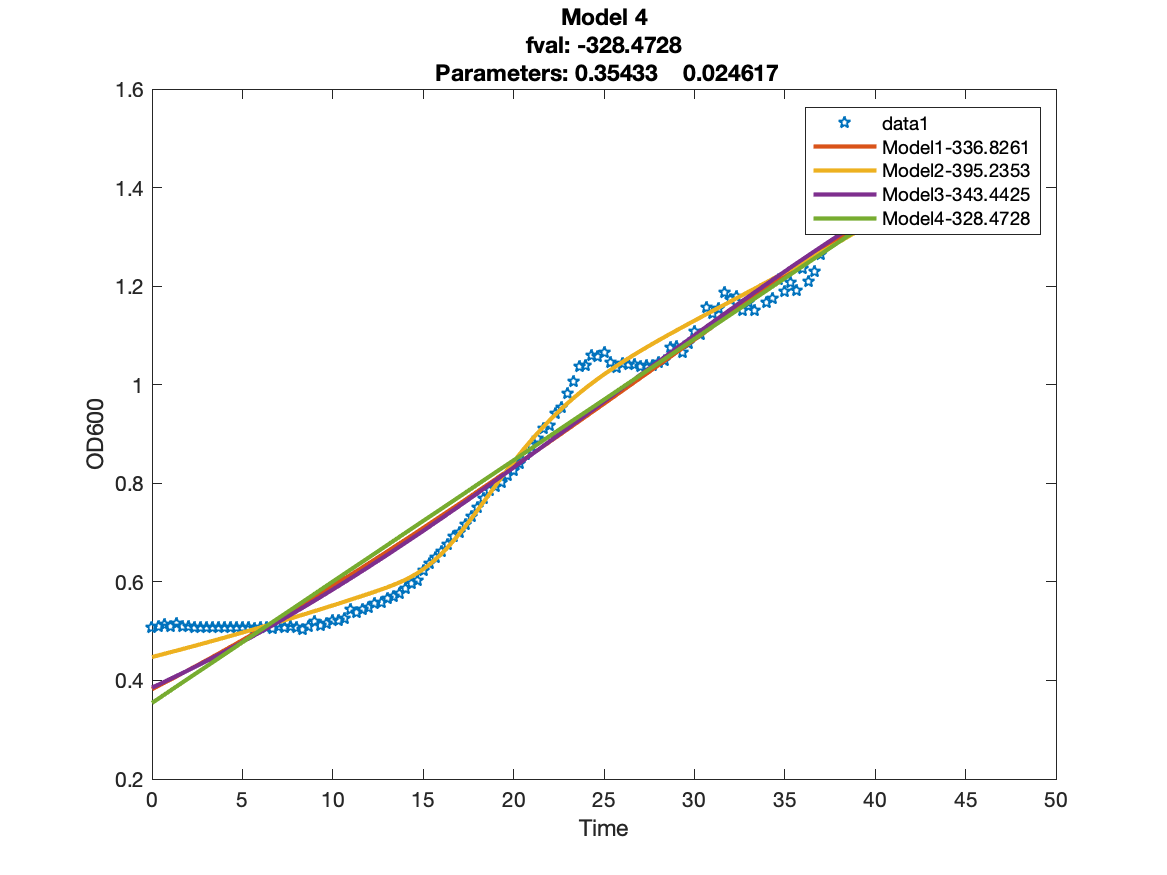 Model 4
fval: -328.4728
Parameters: 0.35433 0.024617
1.6
1.4
1.2
1
0.8
0.6
0.4
0.2
OD600
data1
Model1-336.8261
Model2-395.2353
Model3-343.4425
Model4-328.4728
0 5 10 15 20 25 30 35 40 45 50
Time